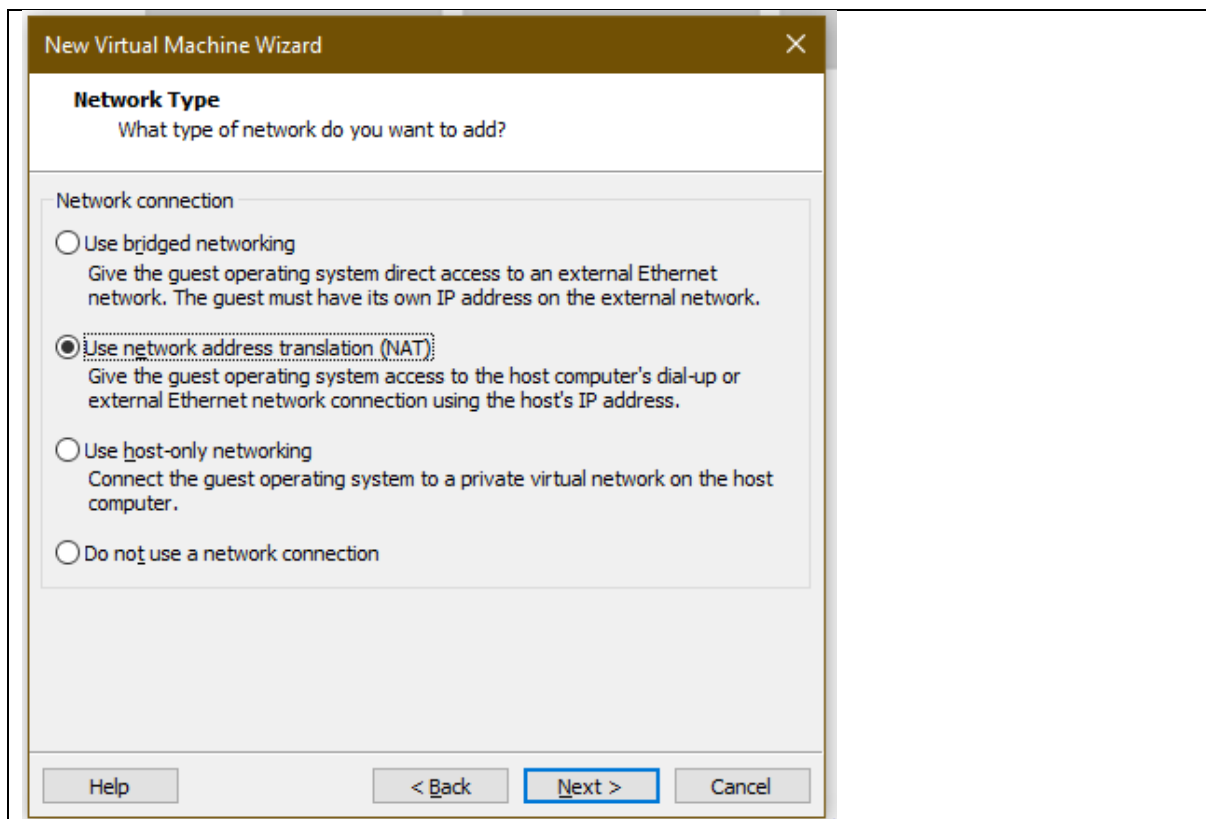 New Virtual Machine Wizard
Network Type
What type of network do you want to add?
Network connection
Use bridged networking
Give the guest operating system direct access to an external Ethernet
network. The guest must have its own IP address on the external network.
Use network address translation (NAT)
Give the guest operating system access to the host computer's dial-up or
external Ethernet network connection using the host's IP address.
Use host-only networking
Connect the guest operating system to a private virtual network on the host
computer.
Do not use a network connection
Help
< Back
Next >
Cancel